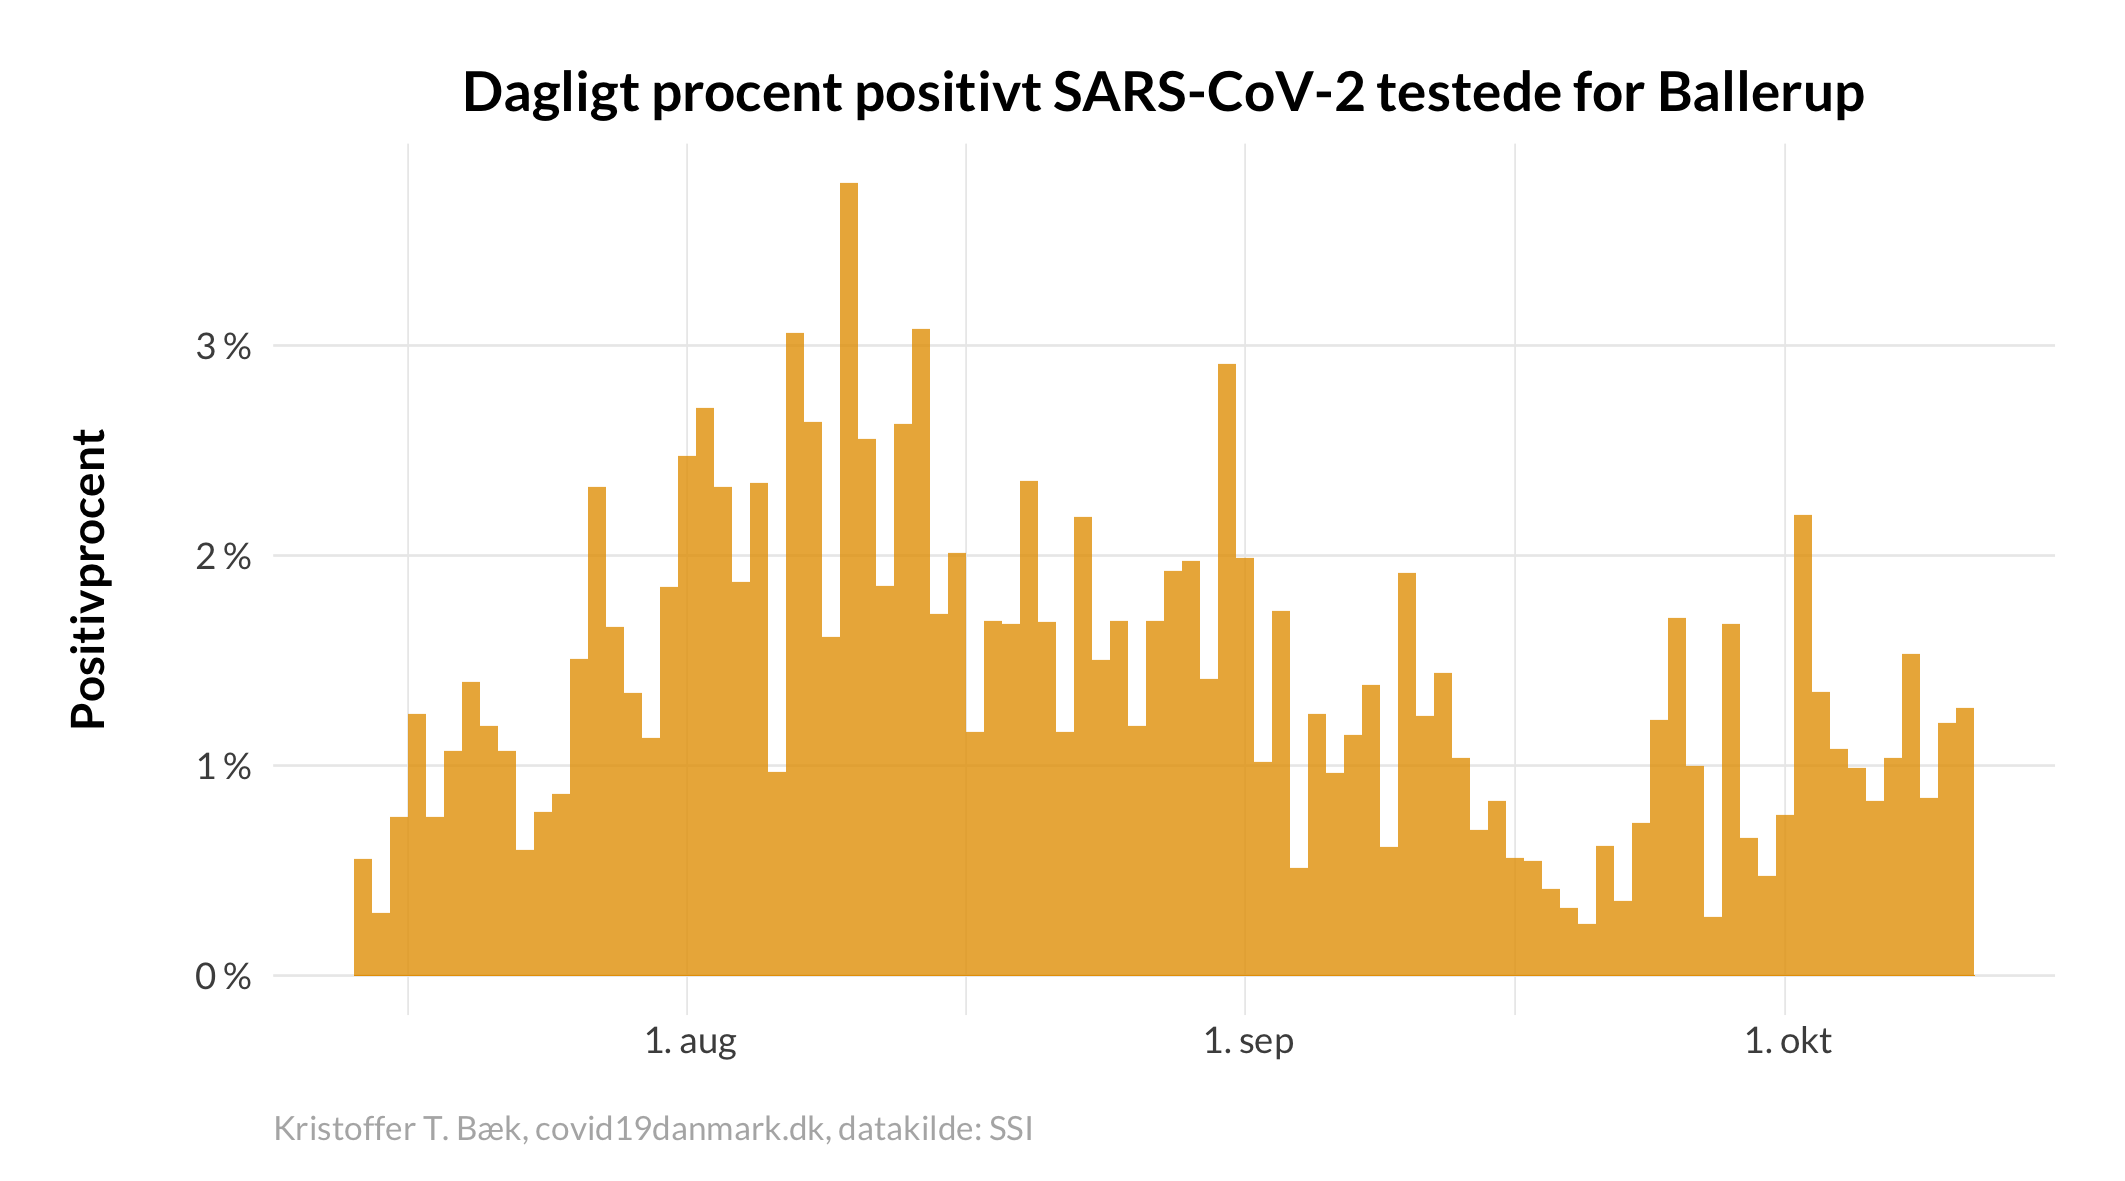 Dagligt procent positivt SARS-CoV-2 testede for Ballerup
Positivprocent
3 %
2 %
1 %
0 %
1. aug
1. sep
1. okt
Kristoffer T. Bæk, covid19danmark.dk, datakilde: SSI